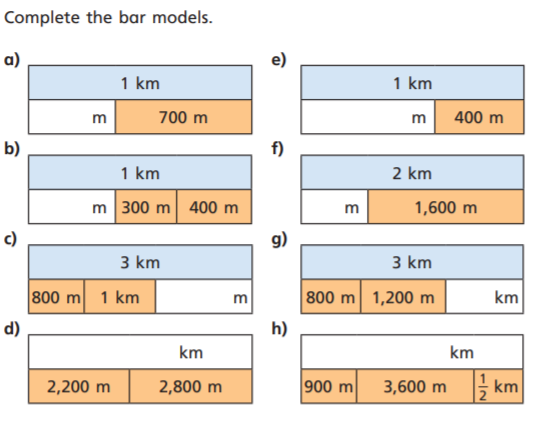 Complete the bar models.
a)
1 km
m 700 m
b)
1 km
m 300 m 400 m
c)
3 km
800 m 1 km m
d)
km
2,200 m 2,800 m
e)
1 km
m 400 m
f)
2 km
m 1,600 m
g)
3 km
800 m 1,200 m km
h)
km
900 m 3,600 m 1/2 km